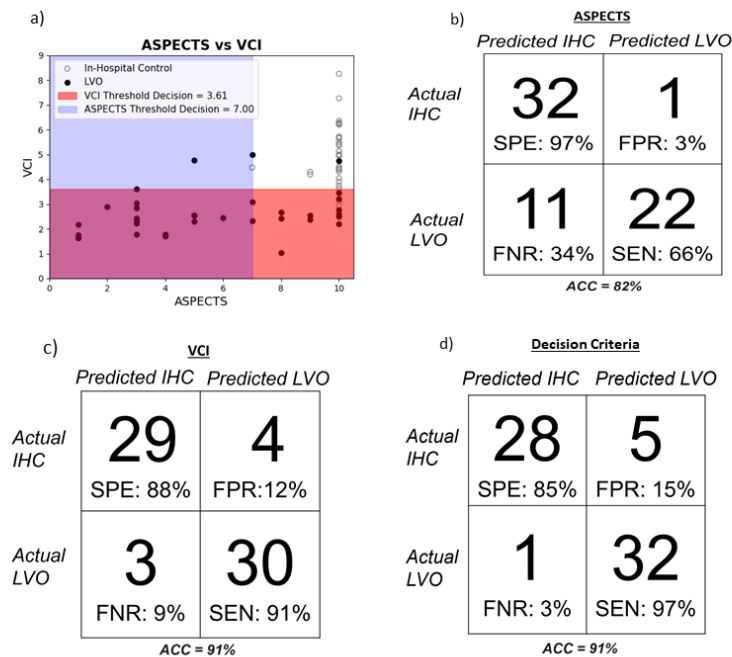 a)
ASPECTS vs VCI
In-Hospital Control
LVO
VCI Threshold Decision = 3.61
ASPECTS Threshold Decision = 7.00
VCI
9
8
7
6
5
4
3
2
1
0
0 2 4 6 8 10
ASPECTS
b)
ASPECTS
Predicted IHC Predicted LVO
Actual
IHC
32 1
SPE: 97% FPR: 3%
Actual
LVO
11 22
FNR: 34% SEN: 66%
ACC = 82%
c)
VCI
Predicted IHC Predicted LVO
Actual
IHC
29 4
SPE: 88% FPR:12%
Actual
LVO
3 30
FNR: 9% SEN: 91%
ACC = 91%
d)
Decision Criteria
Predicted IHC Predicted LVO
Actual
IHC
28 5
SPE: 85% FPR: 15%
Actual
LVO
1 32
FNR: 3% SEN: 97%
ACC = 91%